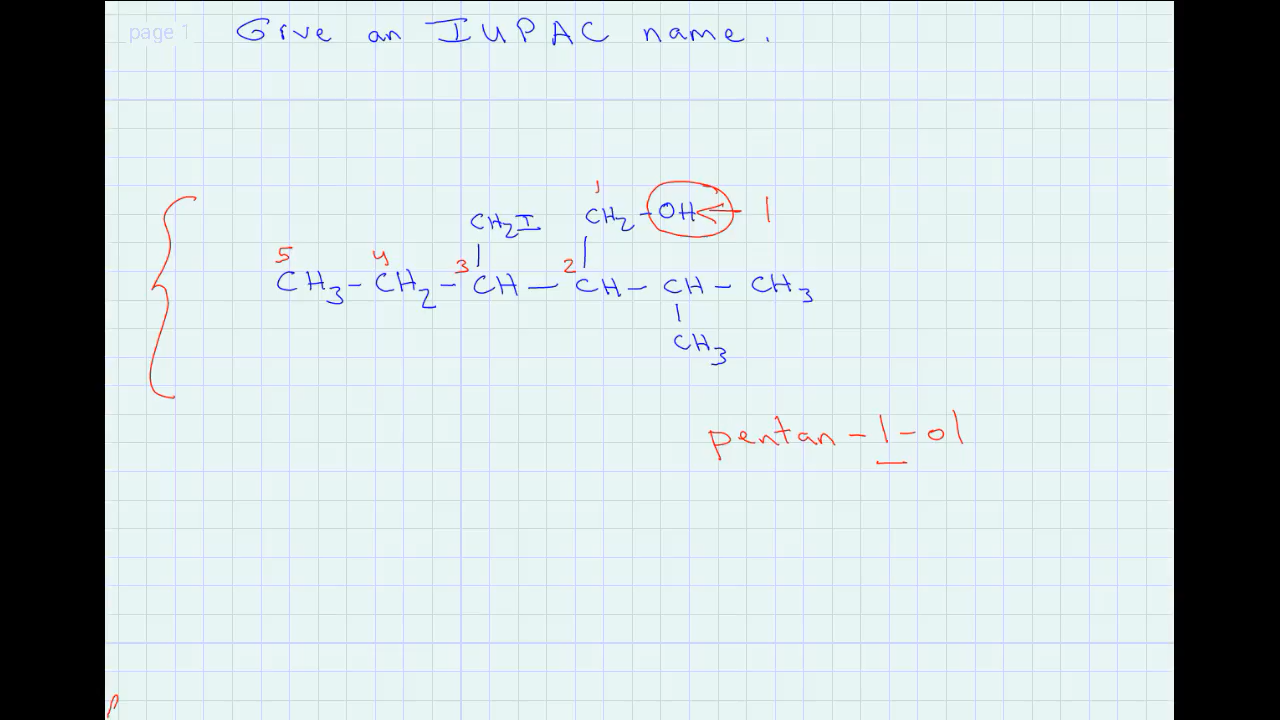 page 1 Give an IUPAC name.
1
CH2I CH2-OH 1
5 4 3 2
CH3-CH2-CH-CH-CH-CH3
CH3
pentan-1-ol